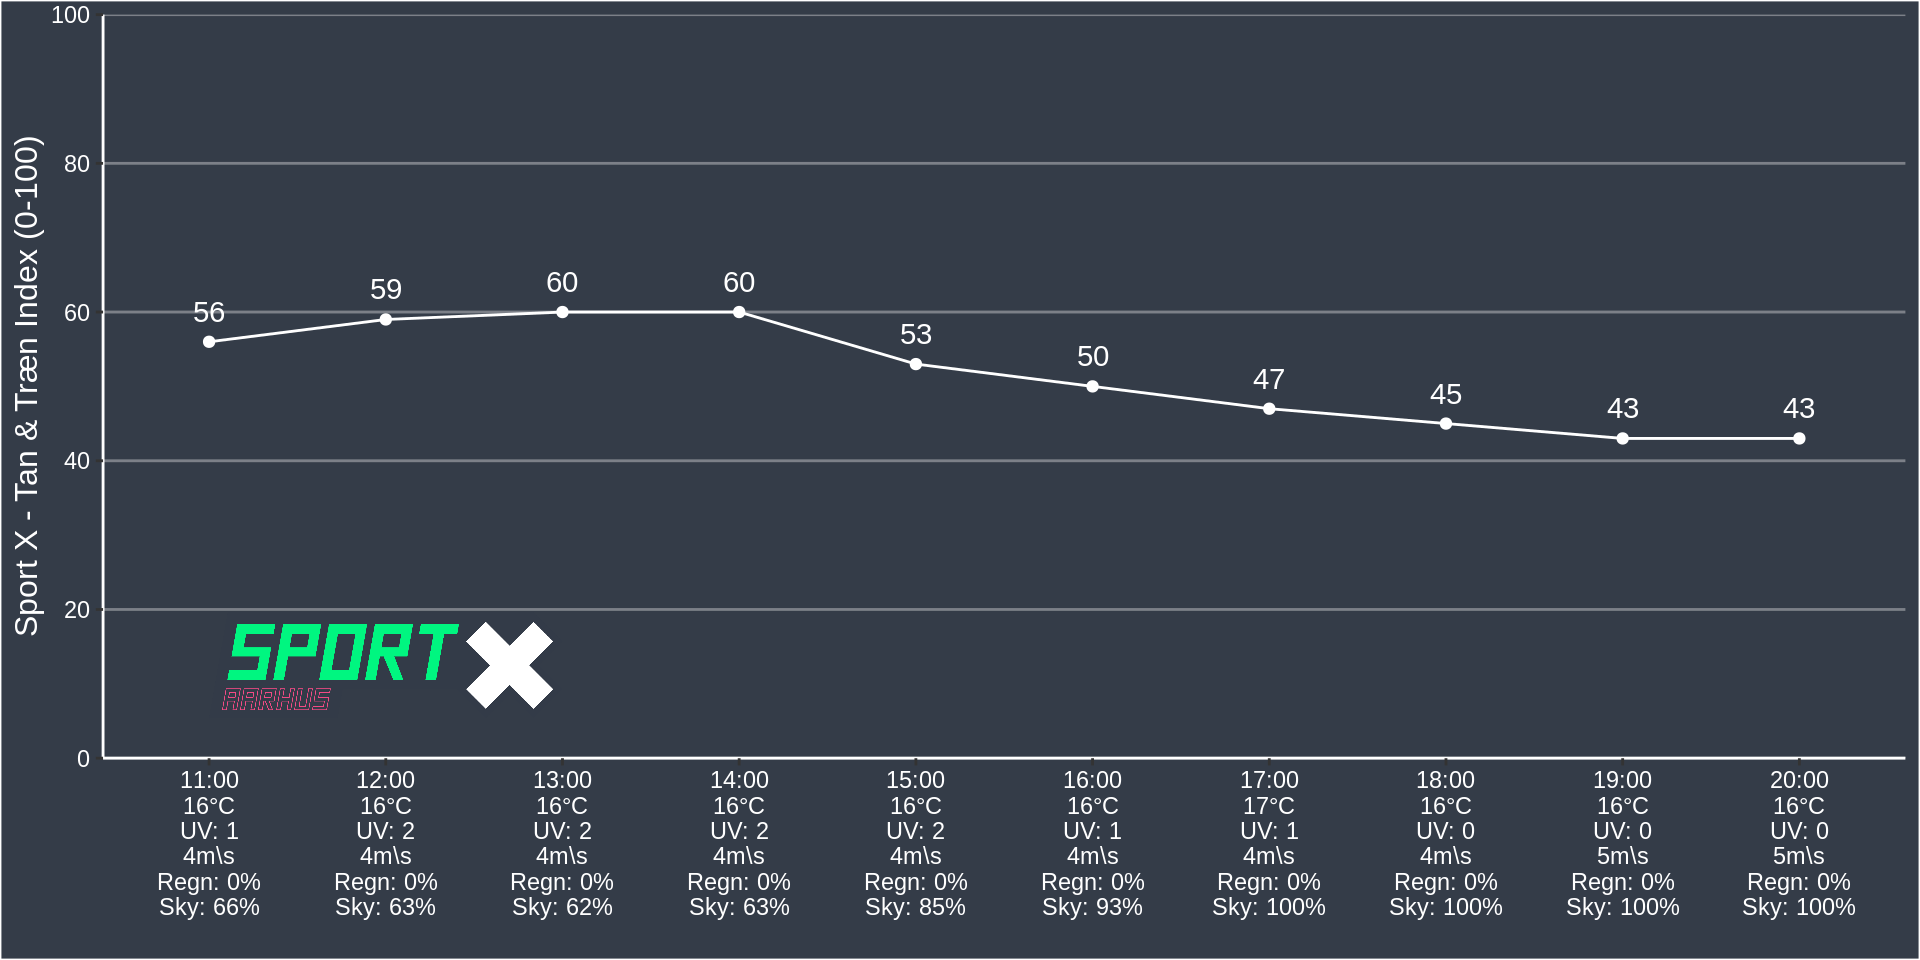 Sport X - Tan & Træn Index (0-100)
100
80
60
40
20
0
56
59
60
60
53
50
47
45
43
43
SPORT X
AARHUS
11:00 12:00 13:00 14:00 15:00 16:00 17:00 18:00 19:00 20:00
16°C 16°C 16°C 16°C 16°C 16°C 17°C 16°C 16°C 16°C
UV: 1 UV: 2 UV: 2 UV: 2 UV: 2 UV: 1 UV: 1 UV: 0 UV: 0 UV: 0
4m\s 4m\s 4m\s 4m\s 4m\s 4m\s 4m\s 4m\s 5m\s 5m\s
Regn: 0% Regn: 0% Regn: 0% Regn: 0% Regn: 0% Regn: 0% Regn: 0% Regn: 0% Regn: 0% Regn: 0%
Sky: 66% Sky: 63% Sky: 62% Sky: 63% Sky: 85% Sky: 93% Sky: 100% Sky: 100% Sky: 100% Sky: 100%